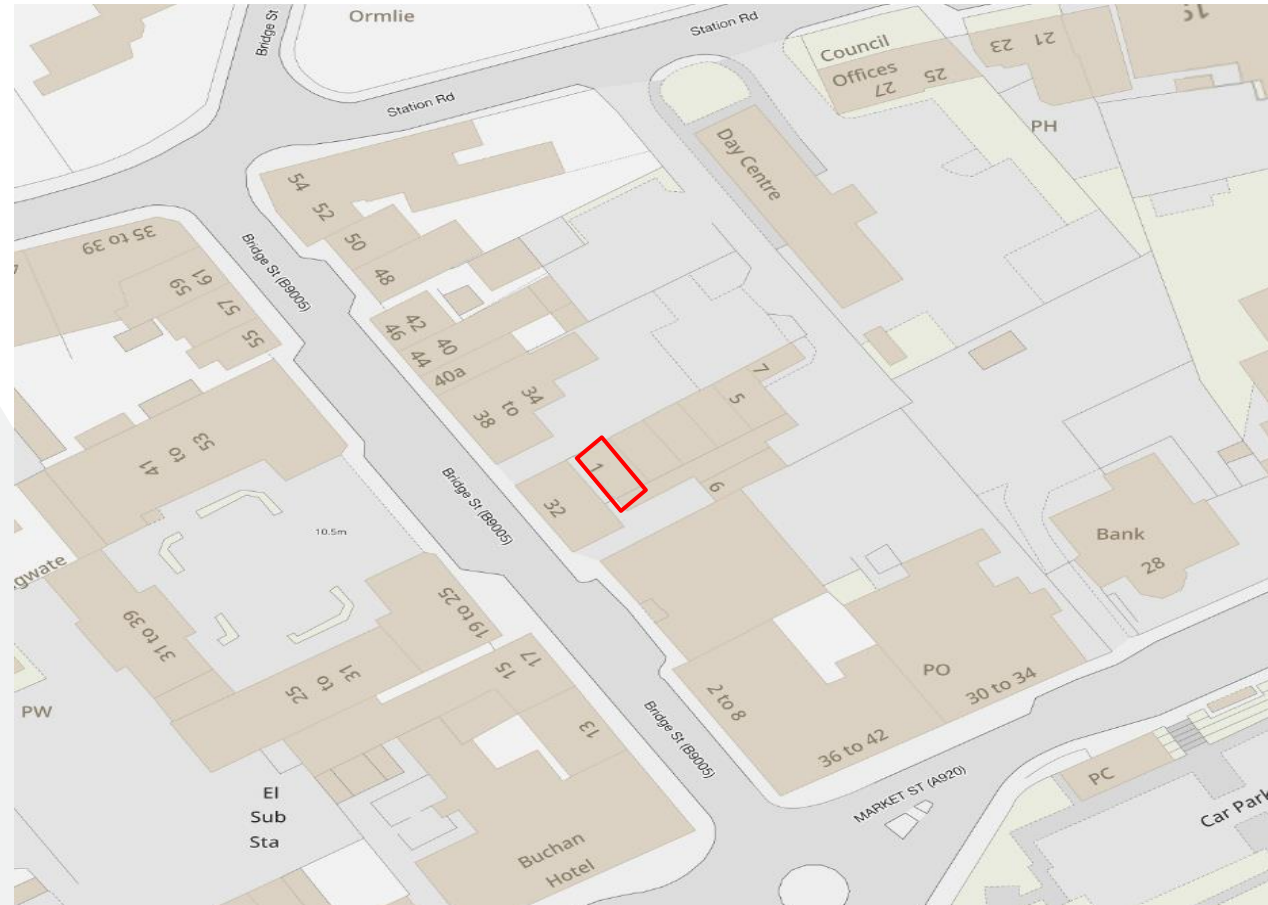 Bridge St
Ormlie
Station Rd
Council
Offices
27
25
23
21
PH
Station Rd
Day Centre
54
52
50
48
35 to 39
61
59
57
55
Bridge St (B9005)
46
42
44
40
40a
38
to
34
7
5
1
6
32
53
to
41
Bridge St (B9005)
10.5m
Bank
28
gwate
31 to 39
19 to 25
31
to
25
17
15
13
PW
2 to 8
PO
30 to 34
36 to 42
Bridge St (B9005)
MARKET ST (A920)
PC
Car Park
El
Sub
Sta
Buchan
Hotel